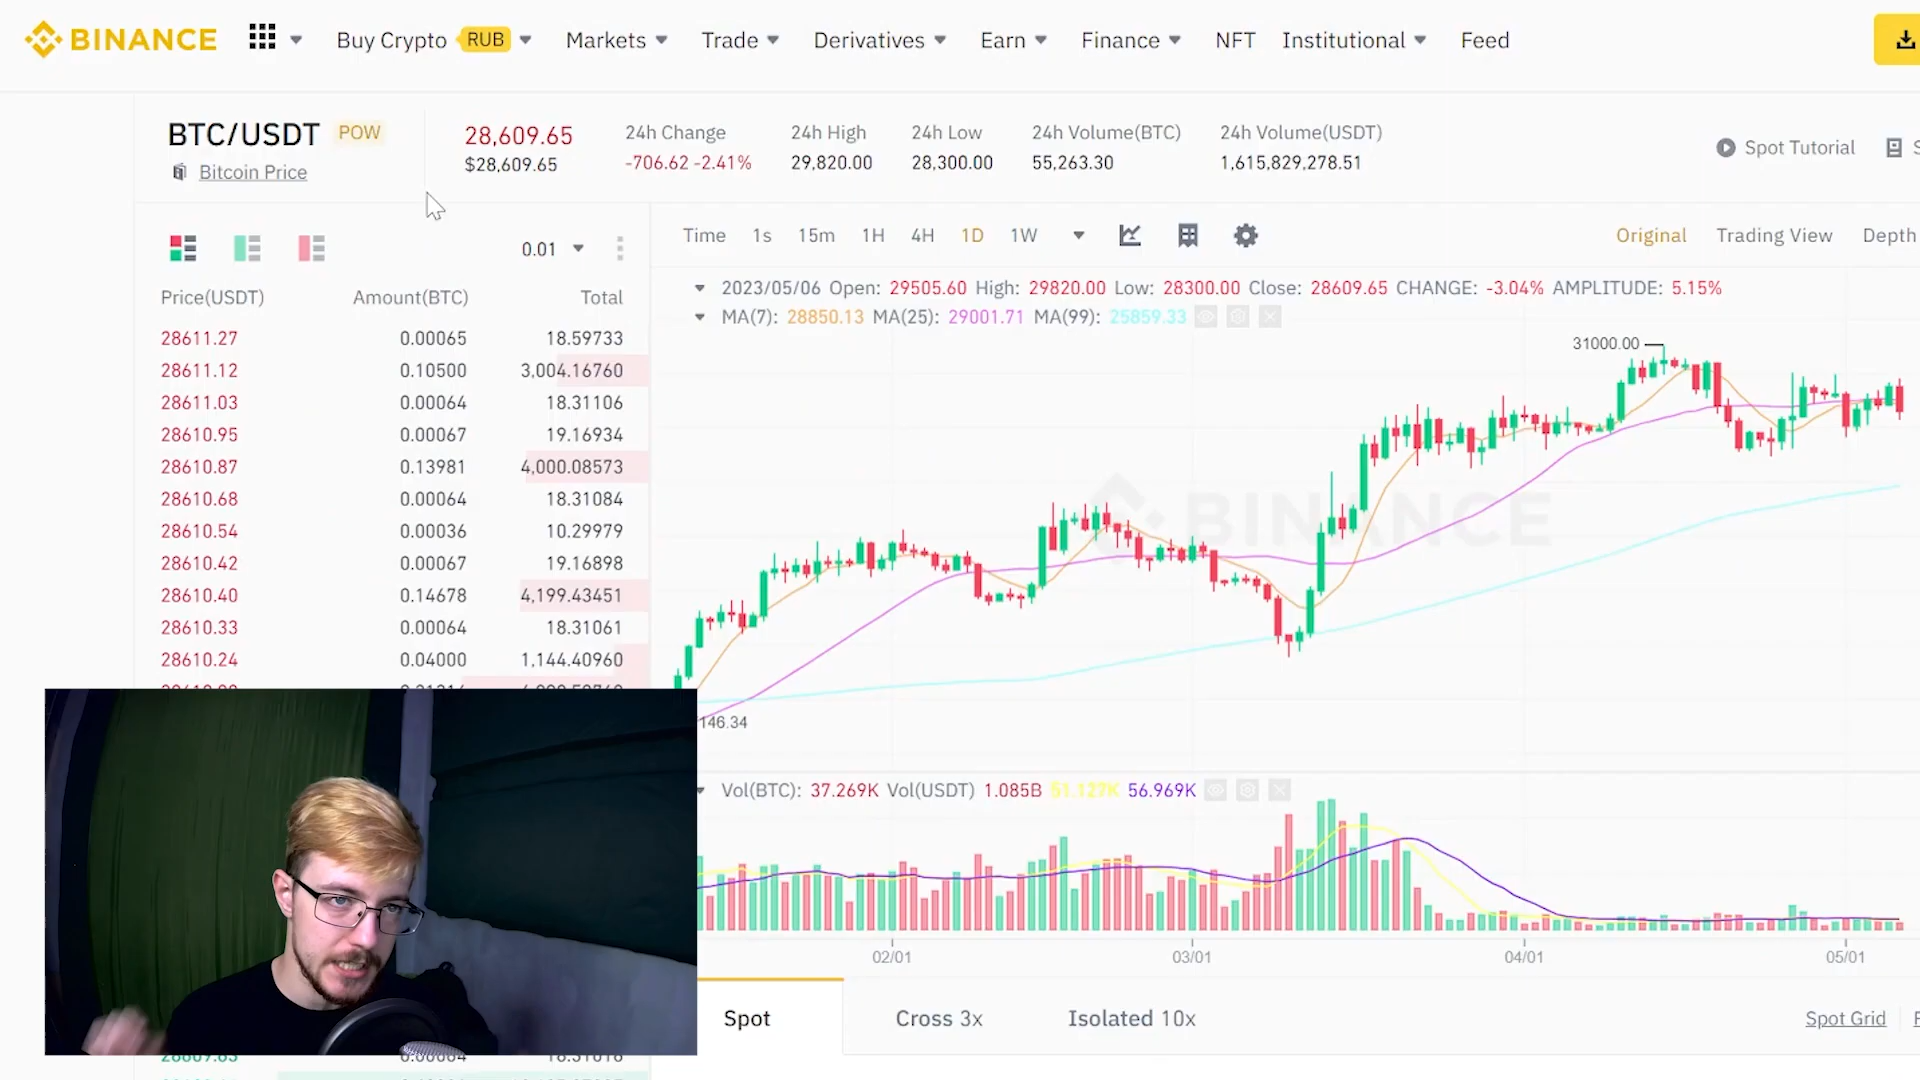 BINANCE
Buy Crypto RUB Markets Trade Derivatives Earn Finance NFT Institutional Feed
BTC/USDT POW
Bitcoin Price
28,609.65
$28,609.65
24h Change
-706.62 -2.41%
24h High
29,820.00
24h Low
28,300.00
24h Volume(BTC)
55,263.30
24h Volume(USDT)
1,615,829,278.51
Spot Tutorial
S
0.01
Price(USDT) Amount(BTC) Total
28611.27 0.00065 18.59733
28611.12 0.10500 3,004.16760
28611.03 0.00064 18.31106
28610.95 0.00067 19.16934
28610.87 0.13981 4,000.08573
28610.68 0.00064 18.31084
28610.54 0.00036 10.29979
28610.42 0.00067 19.16898
28610.40 0.14678 4,199.43451
28610.33 0.00064 18.31061
28610.24 0.04000 1,144.40960
Time 1s 15m 1H 4H 1D 1W
Original Trading View Depth
2023/05/06 Open: 29505.60 High: 29820.00 Low: 28300.00 Close: 28609.65 CHANGE: -3.04% AMPLITUDE: 5.15%
MA(7): 28850.13 MA(25): 29001.71 MA(99): 25859.33
31000.00
BINANCE
146.34
Vol(BTC): 37.269K Vol(USDT) 1.085B 51.127K 56.969K
02/01 03/01 04/01 05/01
Spot Cross 3x Isolated 10x
Spot Grid